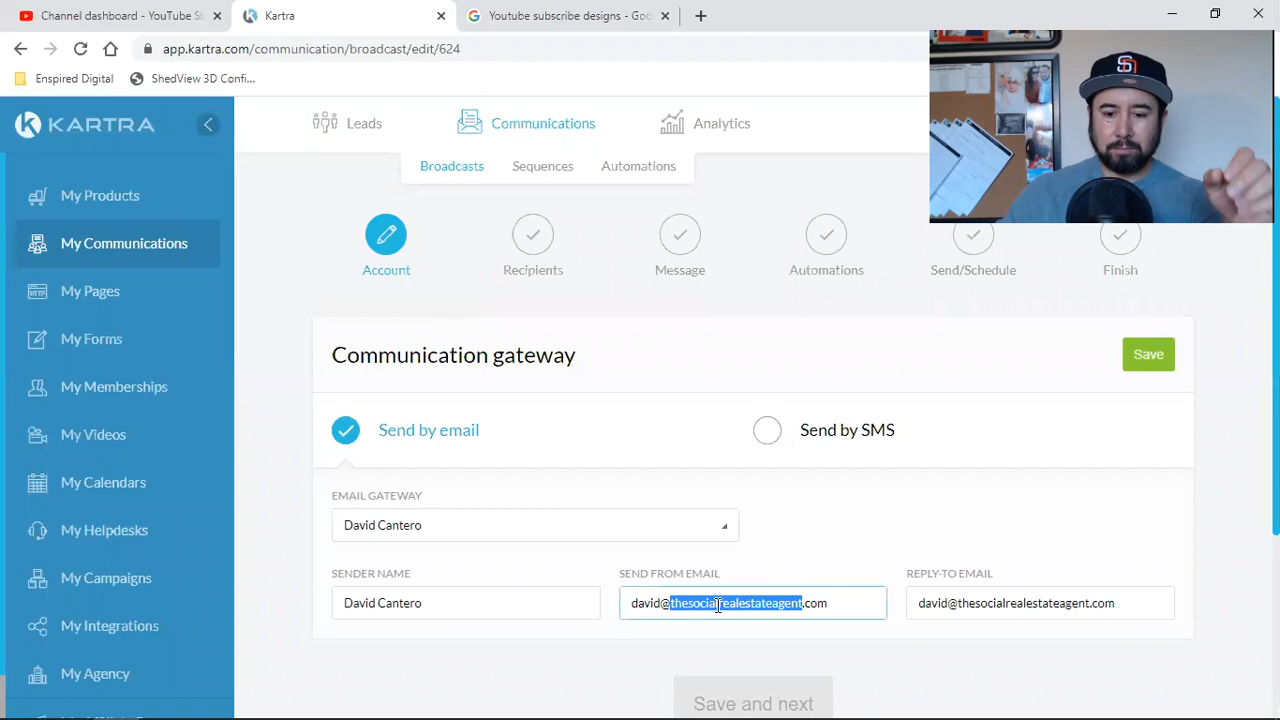 Channel dashboard - YouTube St
Kartra
Youtube subscribe designs - Goo
app.kartra.com/communication/broadcast/edit/624
Enspired Digital
ShedView 3D Confi...
KARTRA
Leads
Communications
Analytics
Broadcasts
Sequences
Automations
My Products
My Communications
My Pages
My Forms
My Memberships
My Videos
My Calendars
My Helpdesks
My Campaigns
My Integrations
My Agency
Account
Recipients
Message
Automations
Send/Schedule
Finish
Communication gateway
Save
Send by email
Send by SMS
EMAIL GATEWAY
David Cantero
SENDER NAME
SEND FROM EMAIL
REPLY-TO EMAIL
David Cantero
david@thesocialrealestateagent.com
david@thesocialrealestateagent.com
Save and next